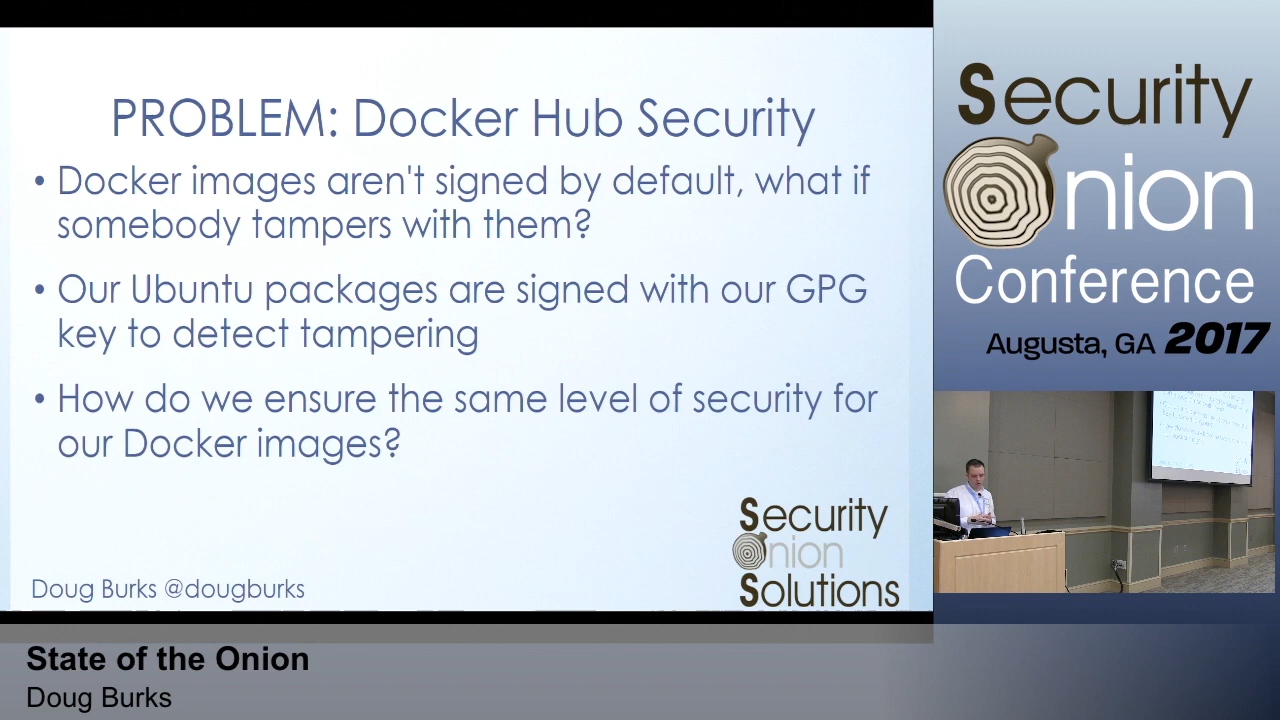 PROBLEM: Docker Hub Security
• Docker images aren't signed by default, what if
somebody tampers with them?
• Our Ubuntu packages are signed with our GPG
key to detect tampering
• How do we ensure the same level of security for
our Docker images?
Security
Onion
Solutions
Doug Burks @dougburks
Security
Onion
Conference
Augusta, GA 2017
State of the Onion
Doug Burks